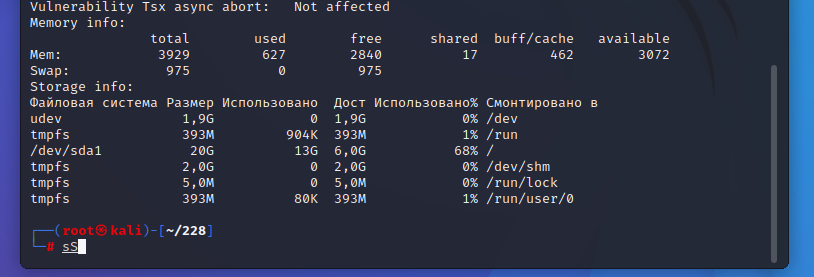 Vulnerability Tsx async abort:   Not affected
Memory info:
               total        used        free      shared  buff/cache   available
Mem:            3929         627        2840          17         462        3072
Swap:            975           0         975
Storage info:
Файловая система Размер Использовано  Дост Использовано% Смонтировано в
udev               1,9G            0  1,9G            0% /dev
tmpfs              393M         904K  393M            1% /run
/dev/sda1           20G          13G  6,0G           68% /
tmpfs              2,0G            0  2,0G            0% /dev/shm
tmpfs              5,0M            0  5,0M            0% /run/lock
tmpfs              393M          80K  393M            1% /run/user/0
┌──(root㉿kali)-[~/228]
└─# sS